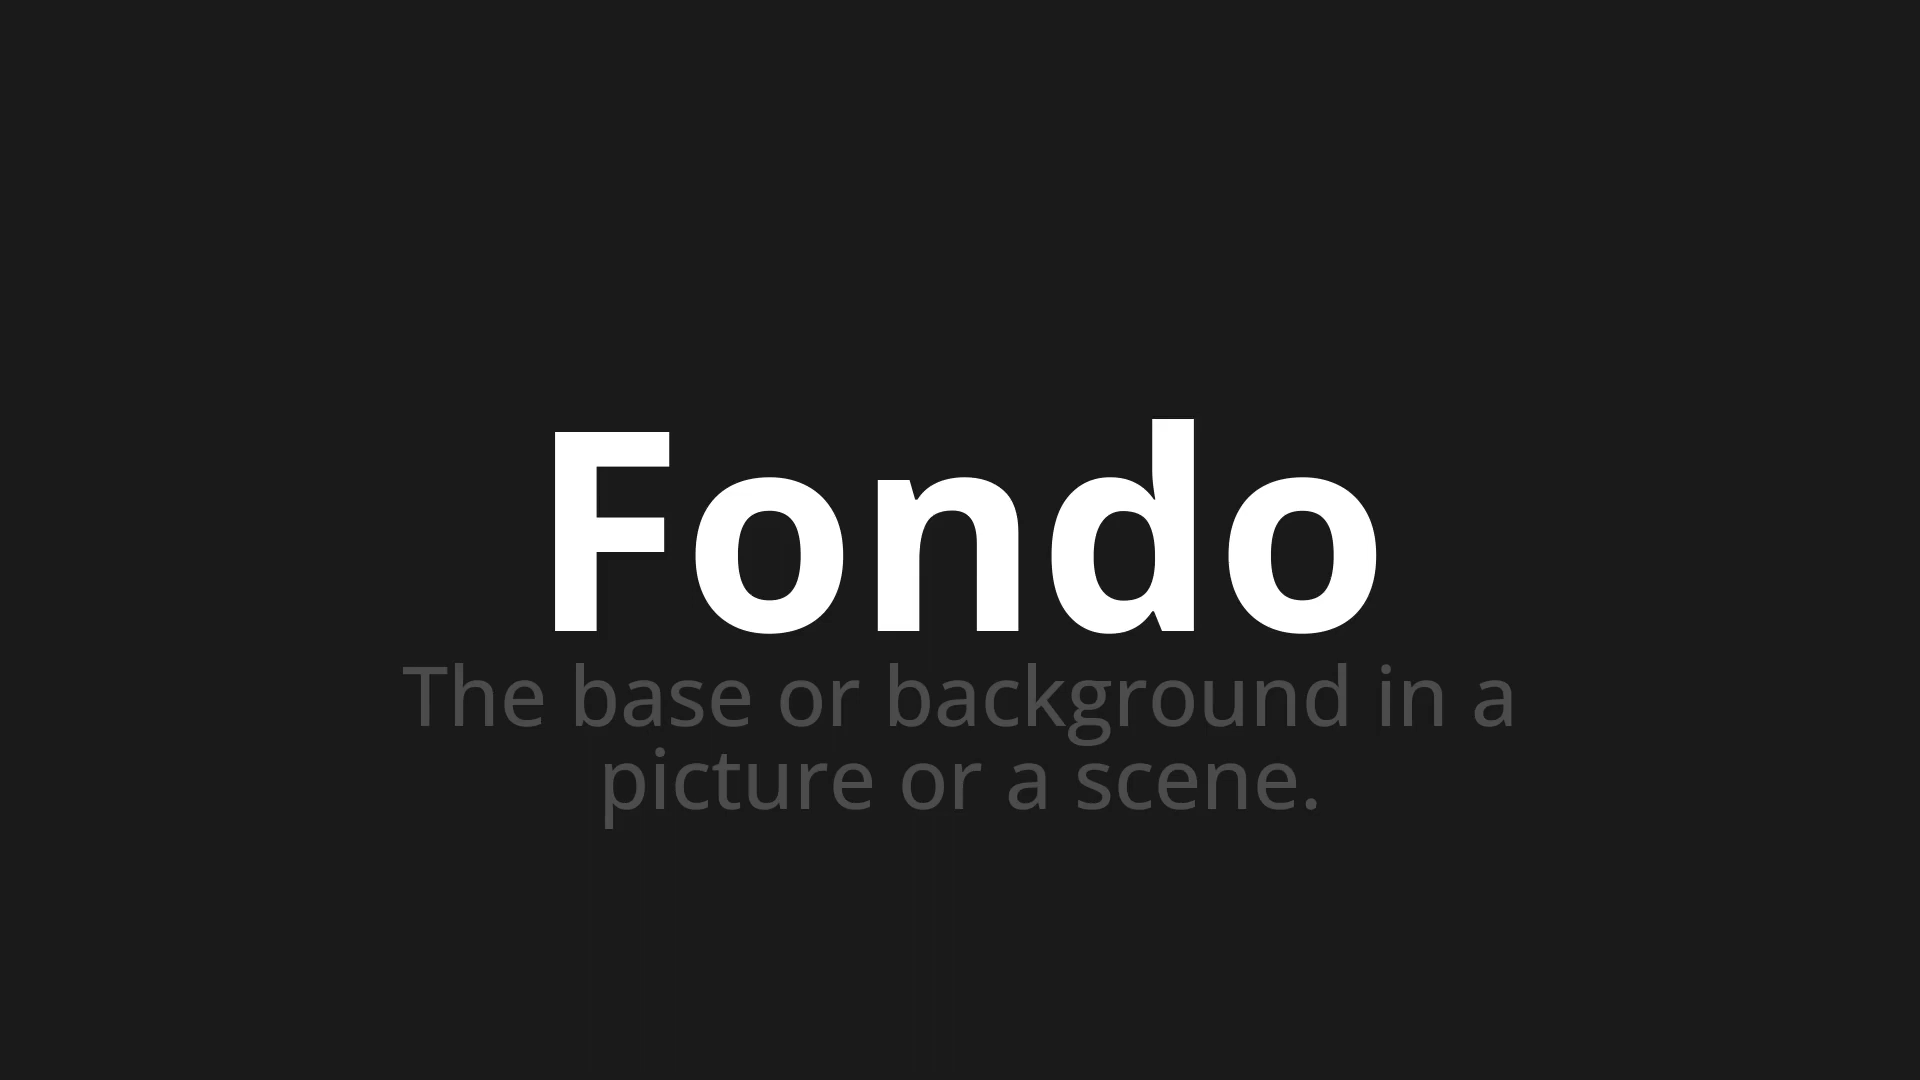 Fondo
The base or background in a
picture or a scene.